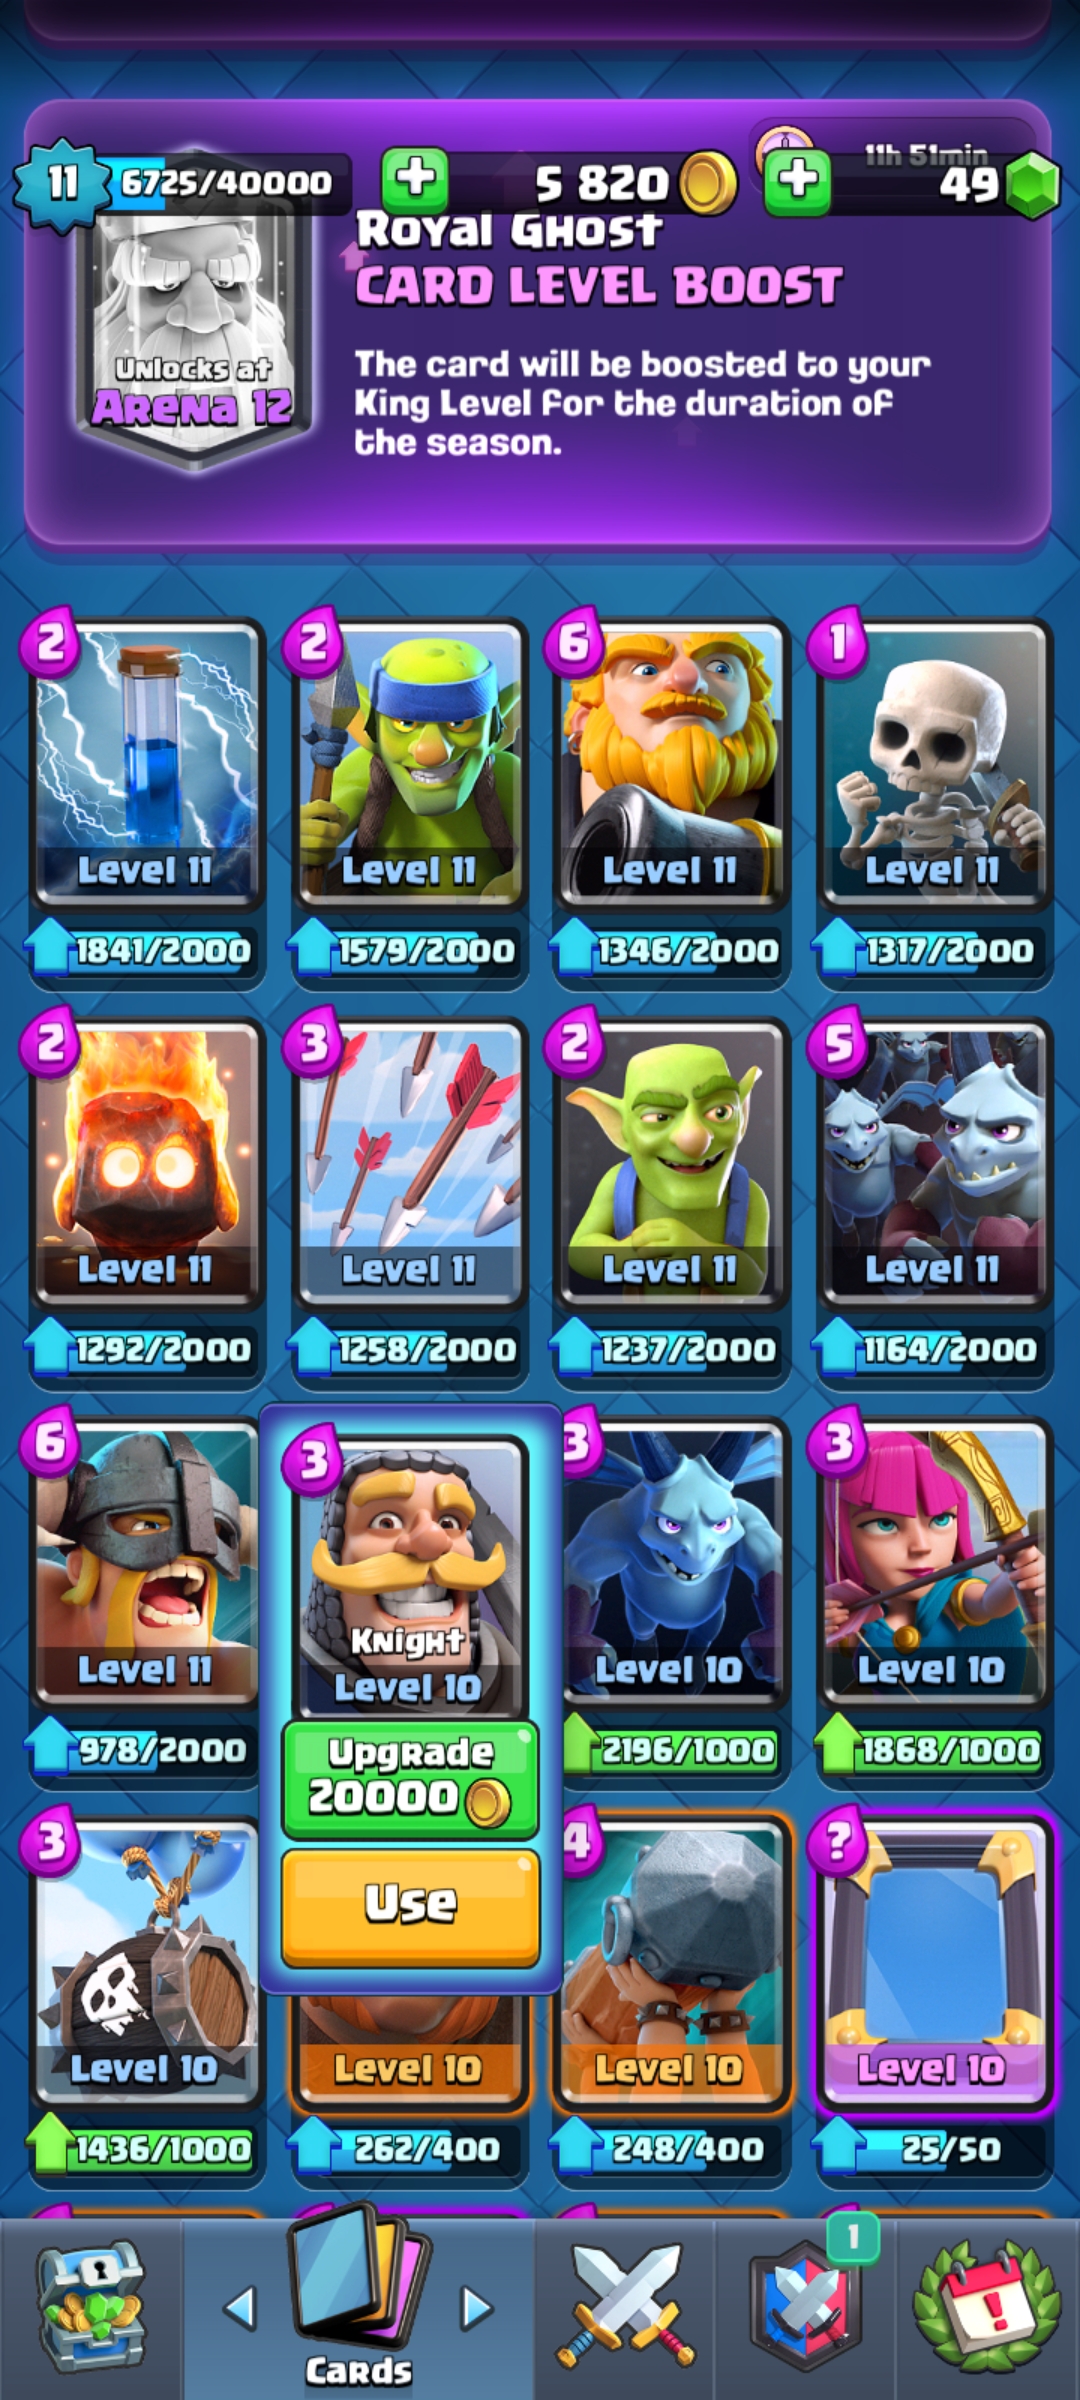 11h 51min
11
6725/40000
5 820
49
Royal Ghost
CARD LEVEL BOOST
Unlocks at
Arena 12
The card will be boosted to your
King Level for the duration of
the season.
2
2
6
1
Level 11
Level 11
Level 11
Level 11
1841/2000
1579/2000
1346/2000
1317/2000
2
3
2
5
Level 11
Level 11
Level 11
Level 11
1292/2000
1258/2000
1237/2000
1164/2000
6
3
3
3
Knight
Level 11
Level 10
Level 10
Level 10
978/2000
Upgrade
20000
2196/1000
1868/1000
3
4
?
Use
Level 10
Level 10
Level 10
Level 10
1436/1000
262/400
248/400
25/50
1
Cards